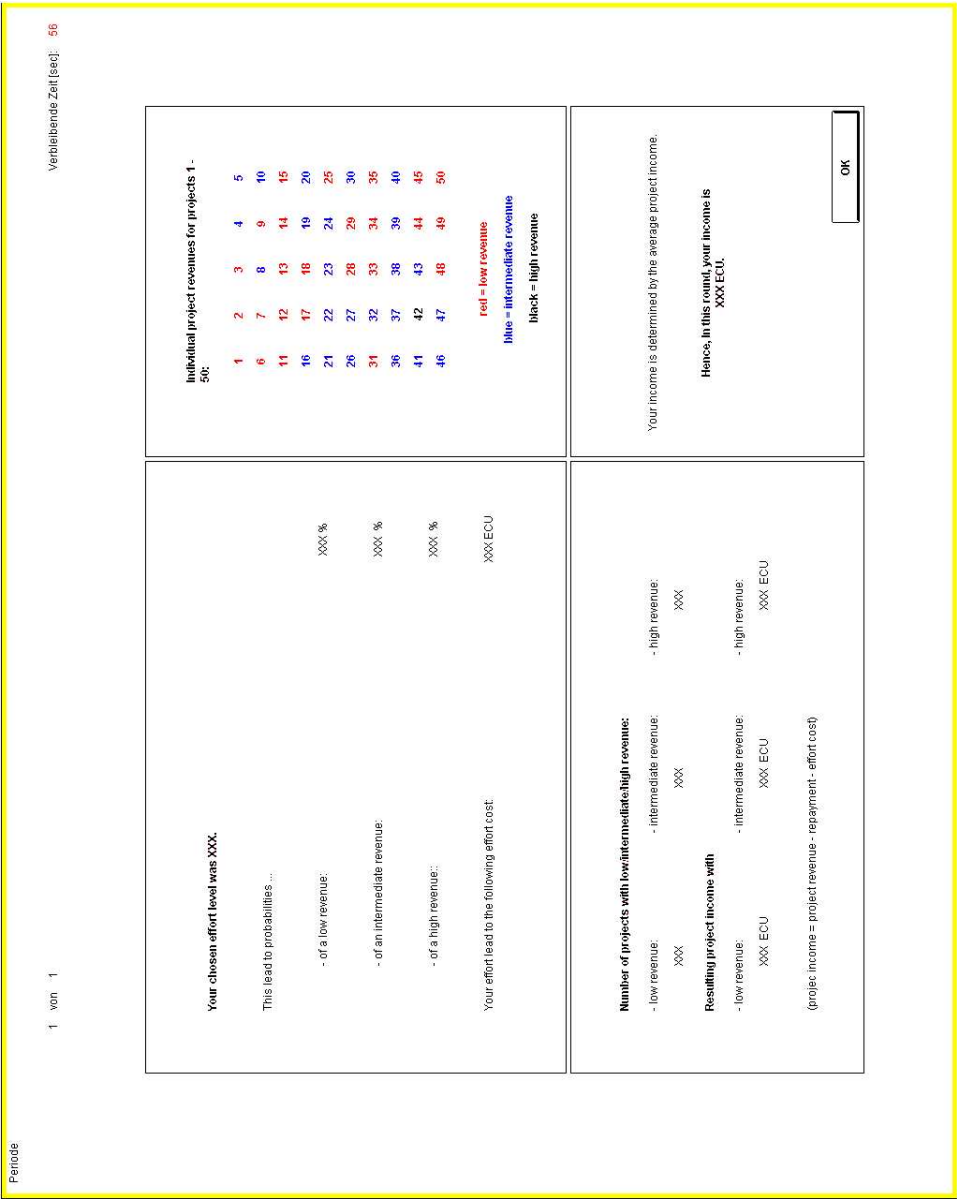 Periode
1 von 1
Verbleibende Zeit [sec]: 56
Your chosen effort level was XXX.
This lead to probabilities ...
- of a low revenue: XXX %
- of an intermediate revenue: XXX %
- of a high revenue:: XXX %
Your effort lead to the following effort cost: XXX ECU
Individual project revenues for projects 1 -
50:
1 2 3 4 5
6 7 8 9 10
11 12 13 14 15
16 17 18 19 20
21 22 23 24 25
26 27 28 29 30
31 32 33 34 35
36 37 38 39 40
41 42 43 44 45
46 47 48 49 50
red = low revenue
blue = intermediate revenue
black = high revenue
Number of projects with low/intermediate/high revenue:
- low revenue: - intermediate revenue: - high revenue:
XXX XXX XXX
Resulting project income with
- low revenue: - intermediate revenue: - high revenue:
XXX ECU XXX ECU XXX ECU
(projec income = project revenue - repayment - effort cost)
Your income is determined by the average project income.
Hence, In this round, your income is
XXX ECU.
OK